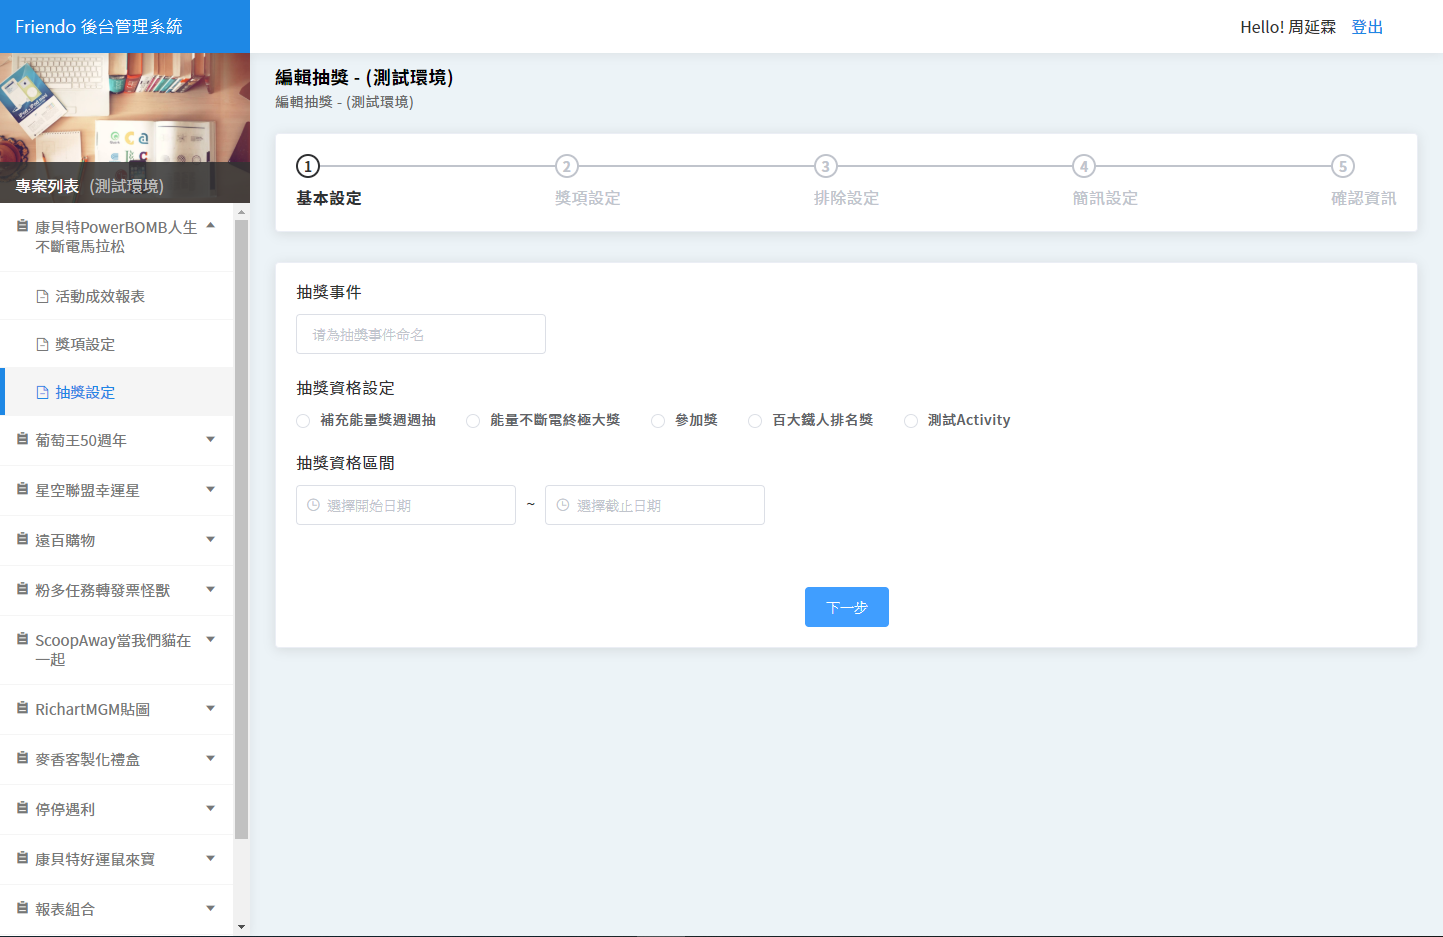 Friendo 後台管理系統
Hello! 周延霖 登出
專案列表 (測試環境)
康貝特PowerBOMB人生
不斷電馬拉松
活動成效報表
獎項設定
抽獎設定
葡萄王50週年
星空聯盟幸運星
遠百購物
粉多任務轉發票怪獸
ScoopAway當我們貓在
一起
RichartMGM貼圖
麥香客製化禮盒
停停遇利
康貝特好運鼠來寶
報表組合
編輯抽獎 - (測試環境)
編輯抽獎 - (測試環境)
1 2 3 4 5
基本設定 獎項設定 排除設定 簡訊設定 確認資訊
抽獎事件
请為抽獎事件命名
抽獎資格設定
補充能量獎週週抽 能量不斷電終極大獎 參加獎 百大鐵人排名獎 測試Activity
抽獎資格區間
選擇開始日期 ~ 選擇截止日期
下一步